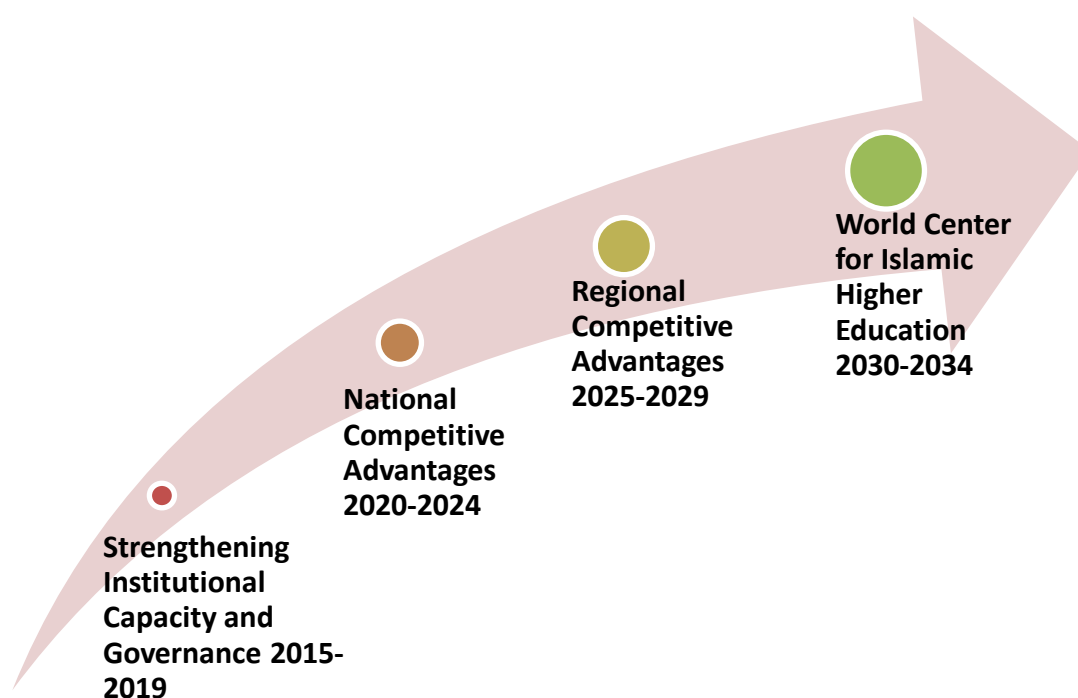 Strengthening
Institutional
Capacity and
Governance 2015-
2019
National
Competitive
Advantages
2020-2024
Regional
Competitive
Advantages
2025-2029
World Center
for Islamic
Higher
Education
2030-2034